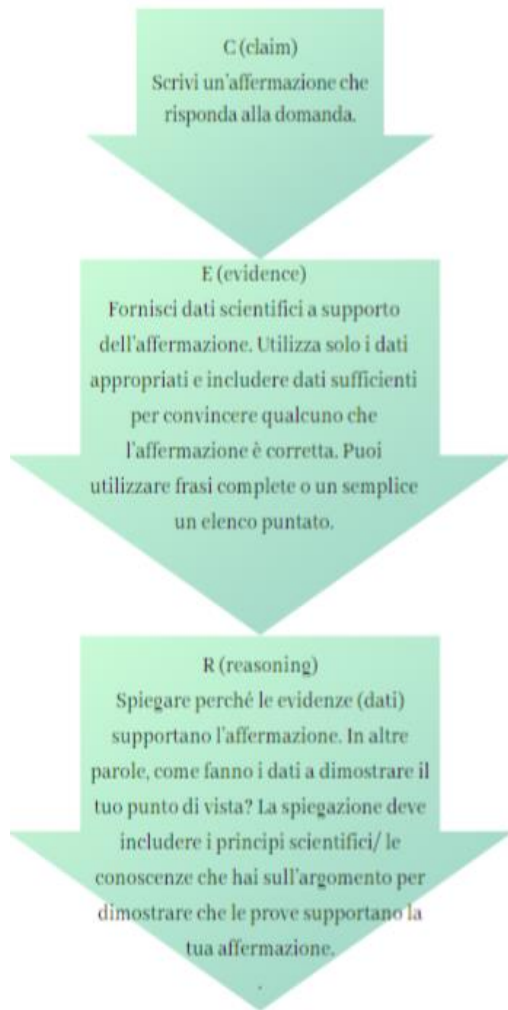 C (claim)
Scrivi un'affermazione che
risponda alla domanda.
E (evidence)
Fornisci dati scientifici a supporto
dell'affermazione. Utilizza solo i dati
appropriati e includere dati sufficienti
per convincere qualcuno che
l'affermazione è corretta. Puoi
utilizzare frasi complete o un semplice
un elenco puntato.
R (reasoning)
Spiegare perché le evidenze (dati)
supportano l'affermazione. In altre
parole, come fanno i dati a dimostrare il
tuo punto di vista? La spiegazione deve
includere i principi scientifici/ le
conoscenze che hai sull'argomento per
dimostrare che le prove supportano la
tua affermazione.
.